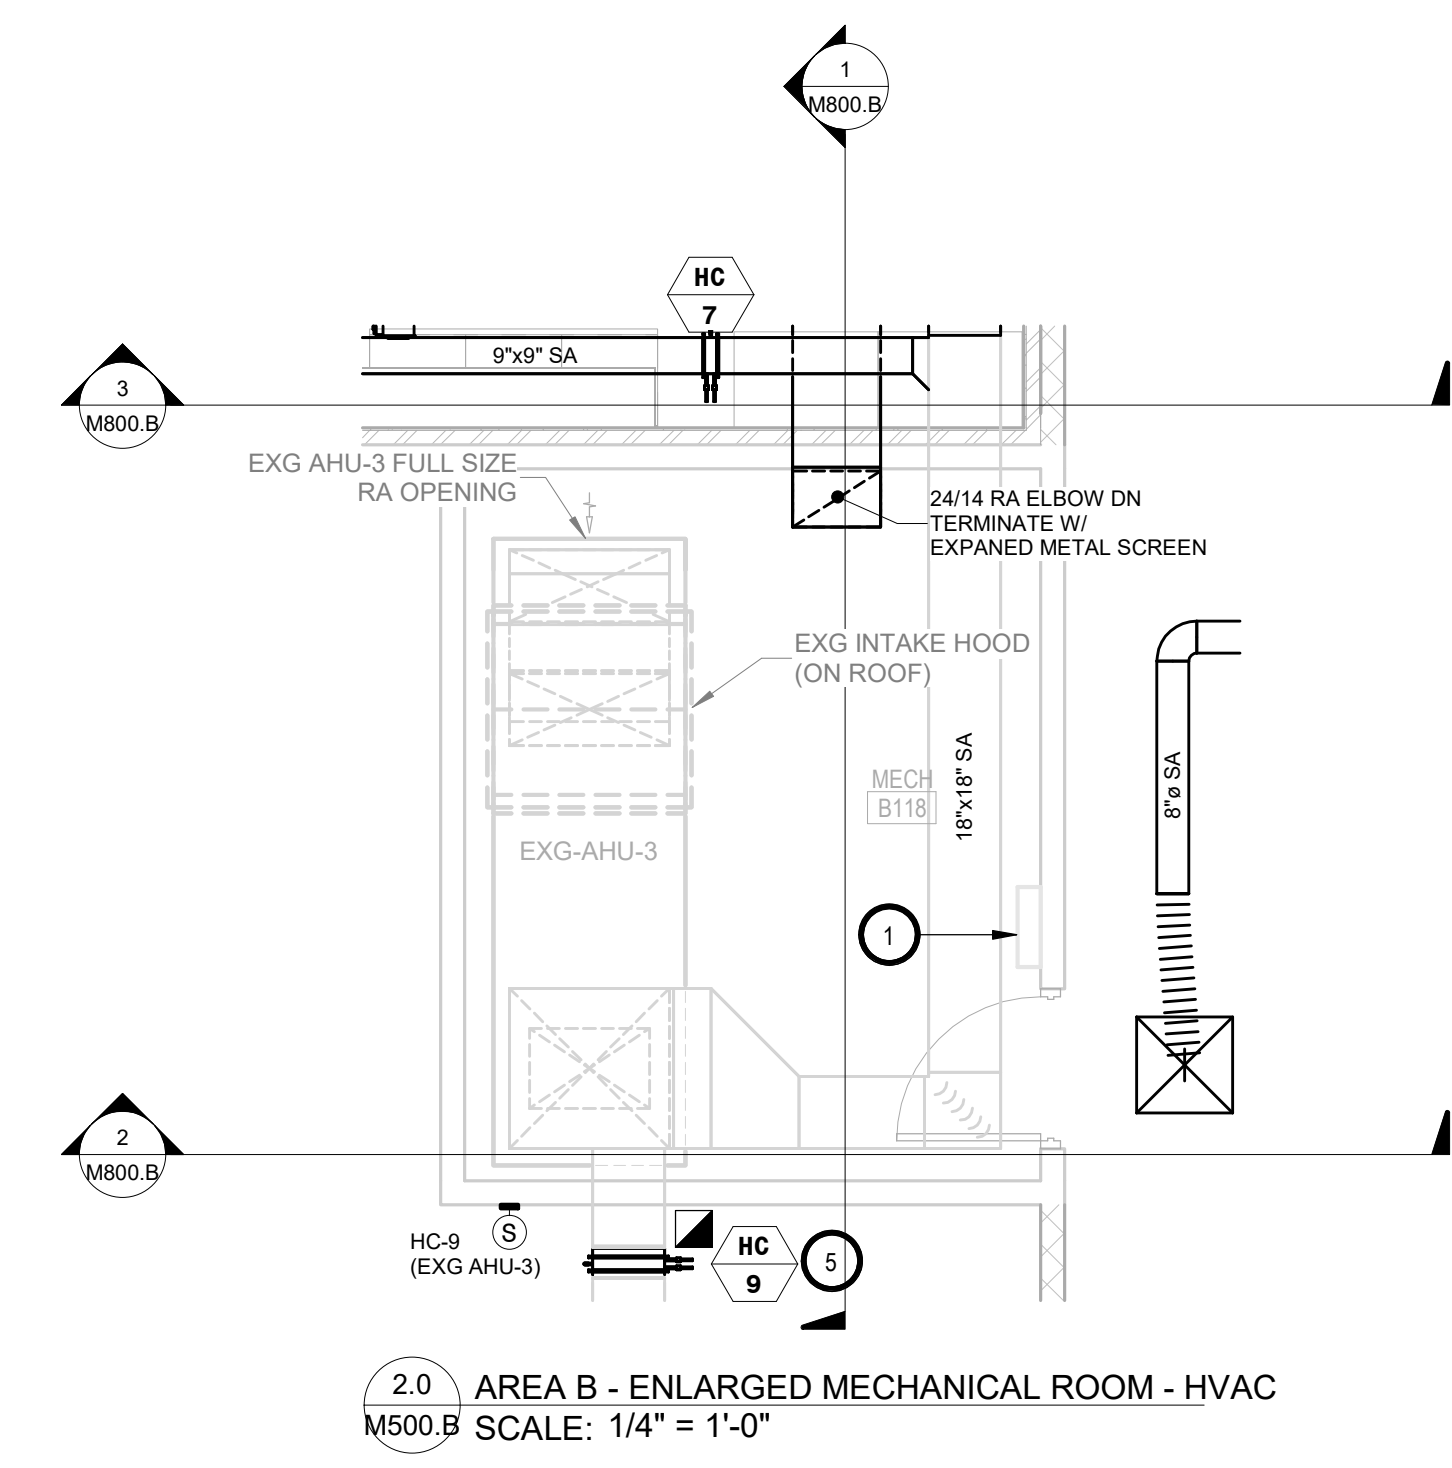 1
M800.B
HC
7
9"x9" SA
3
M800.B
EXG AHU-3 FULL SIZE
RA OPENING
24/14 RA ELBOW DN
TERMINATE W/
EXPANED METAL SCREEN
EXG INTAKE HOOD
(ON ROOF)
18"x18" SA
8"ø SA
MECH
B118
EXG-AHU-3
1
2
M800.B
HC-9
(EXG AHU-3)
S
HC
9
5
2.0
M500.B
AREA B - ENLARGED MECHANICAL ROOM - HVAC
SCALE: 1/4" = 1'-0"